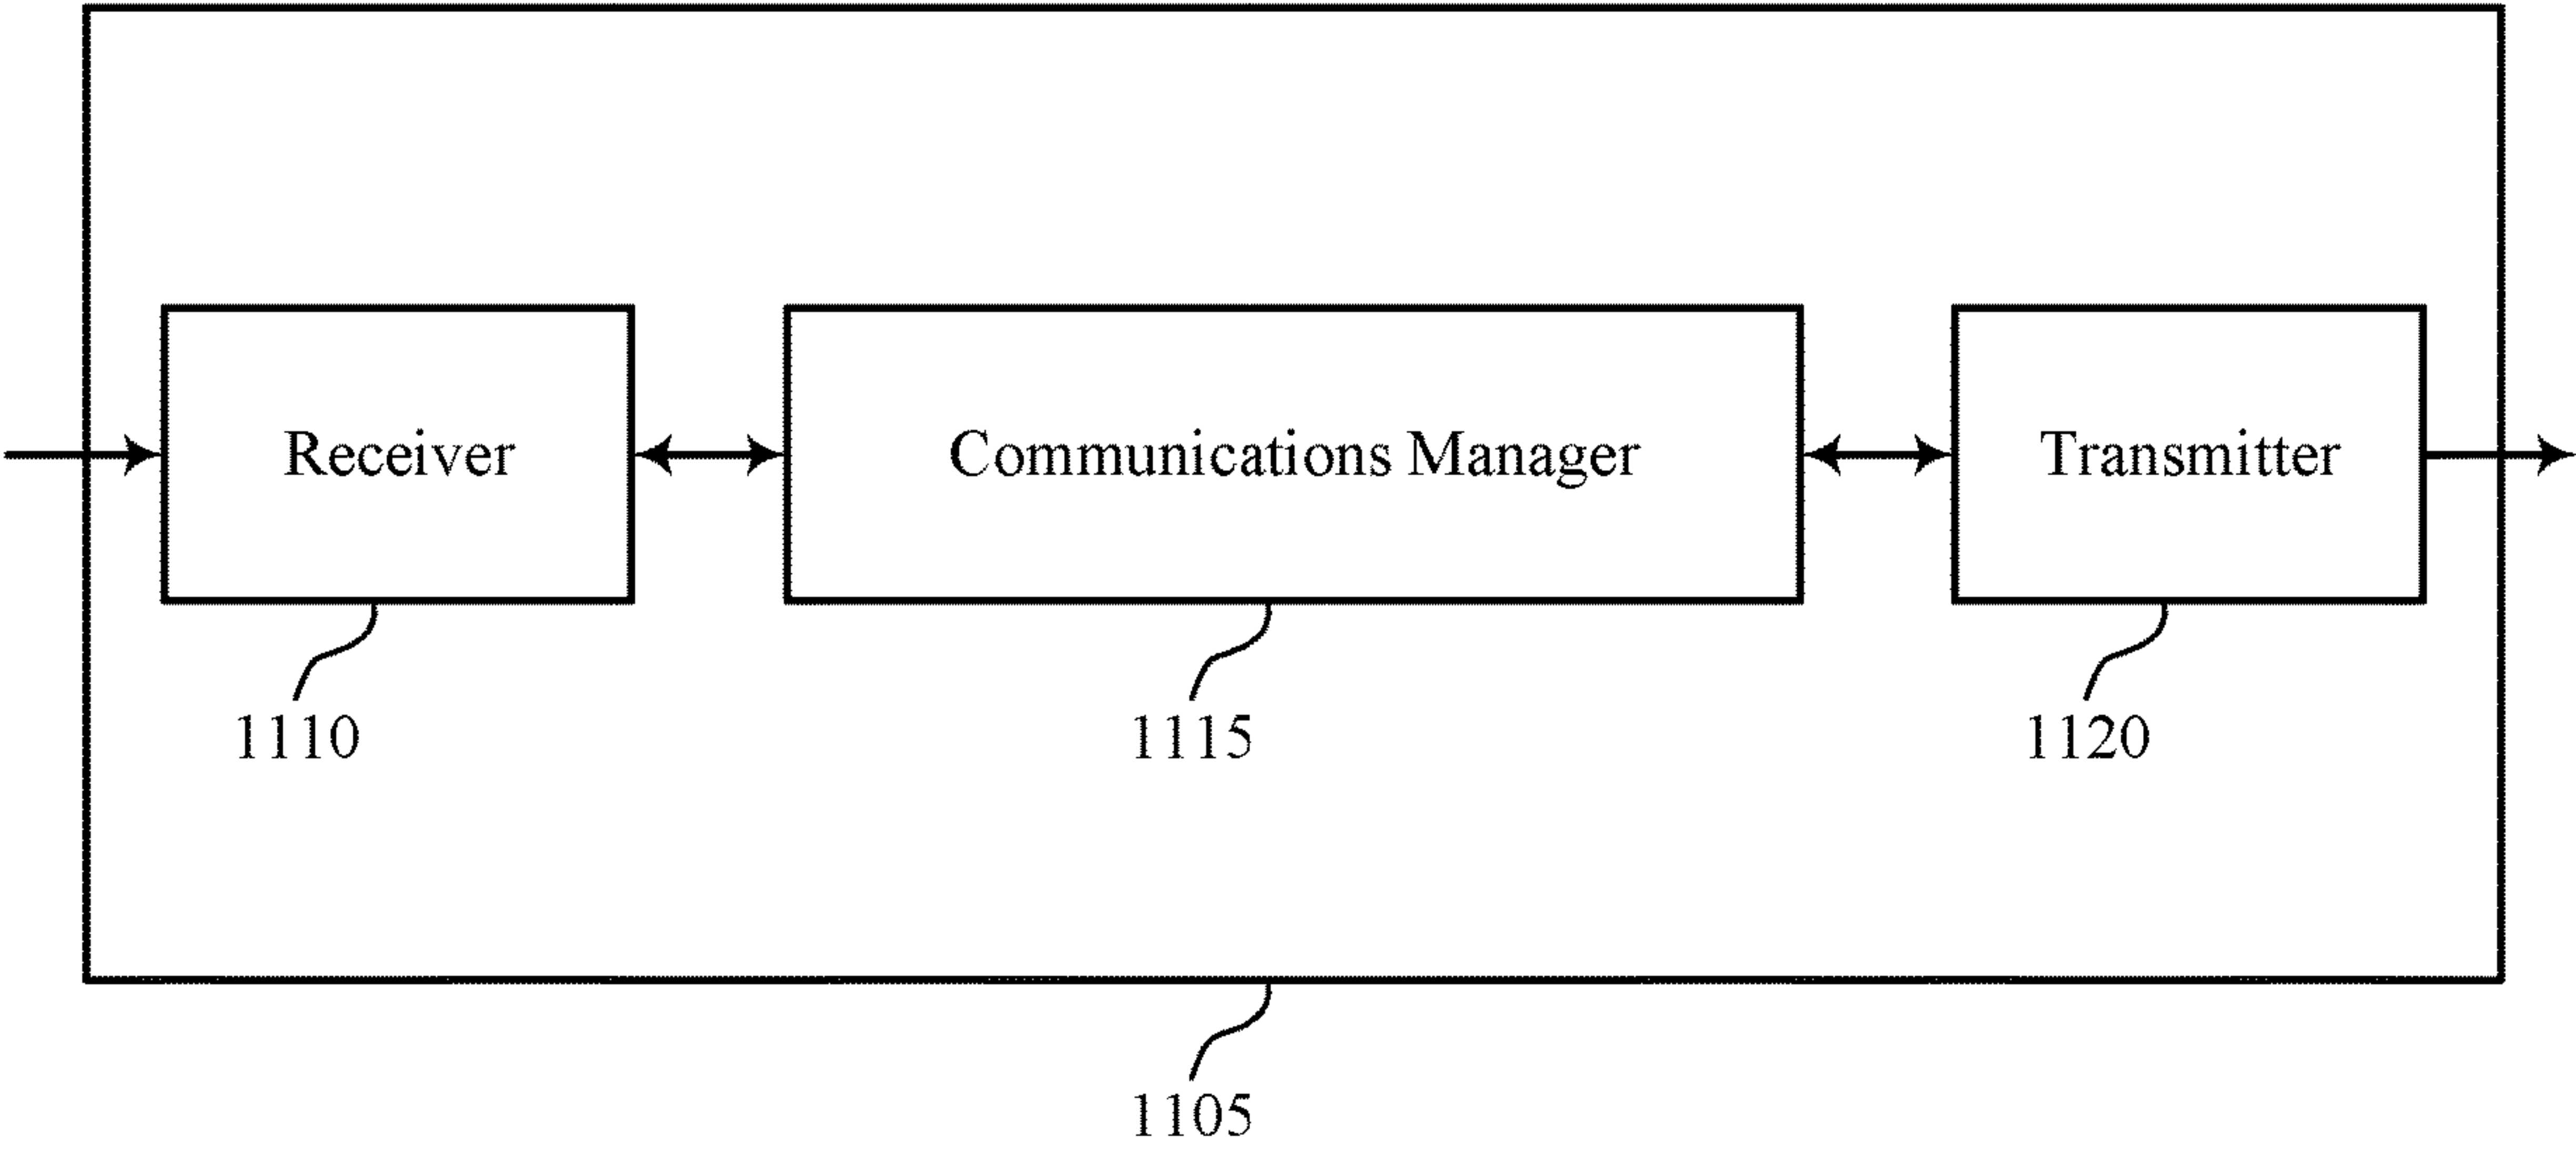 Receiver
Communications Manager
Transmitter
1110
1115
1120
1105